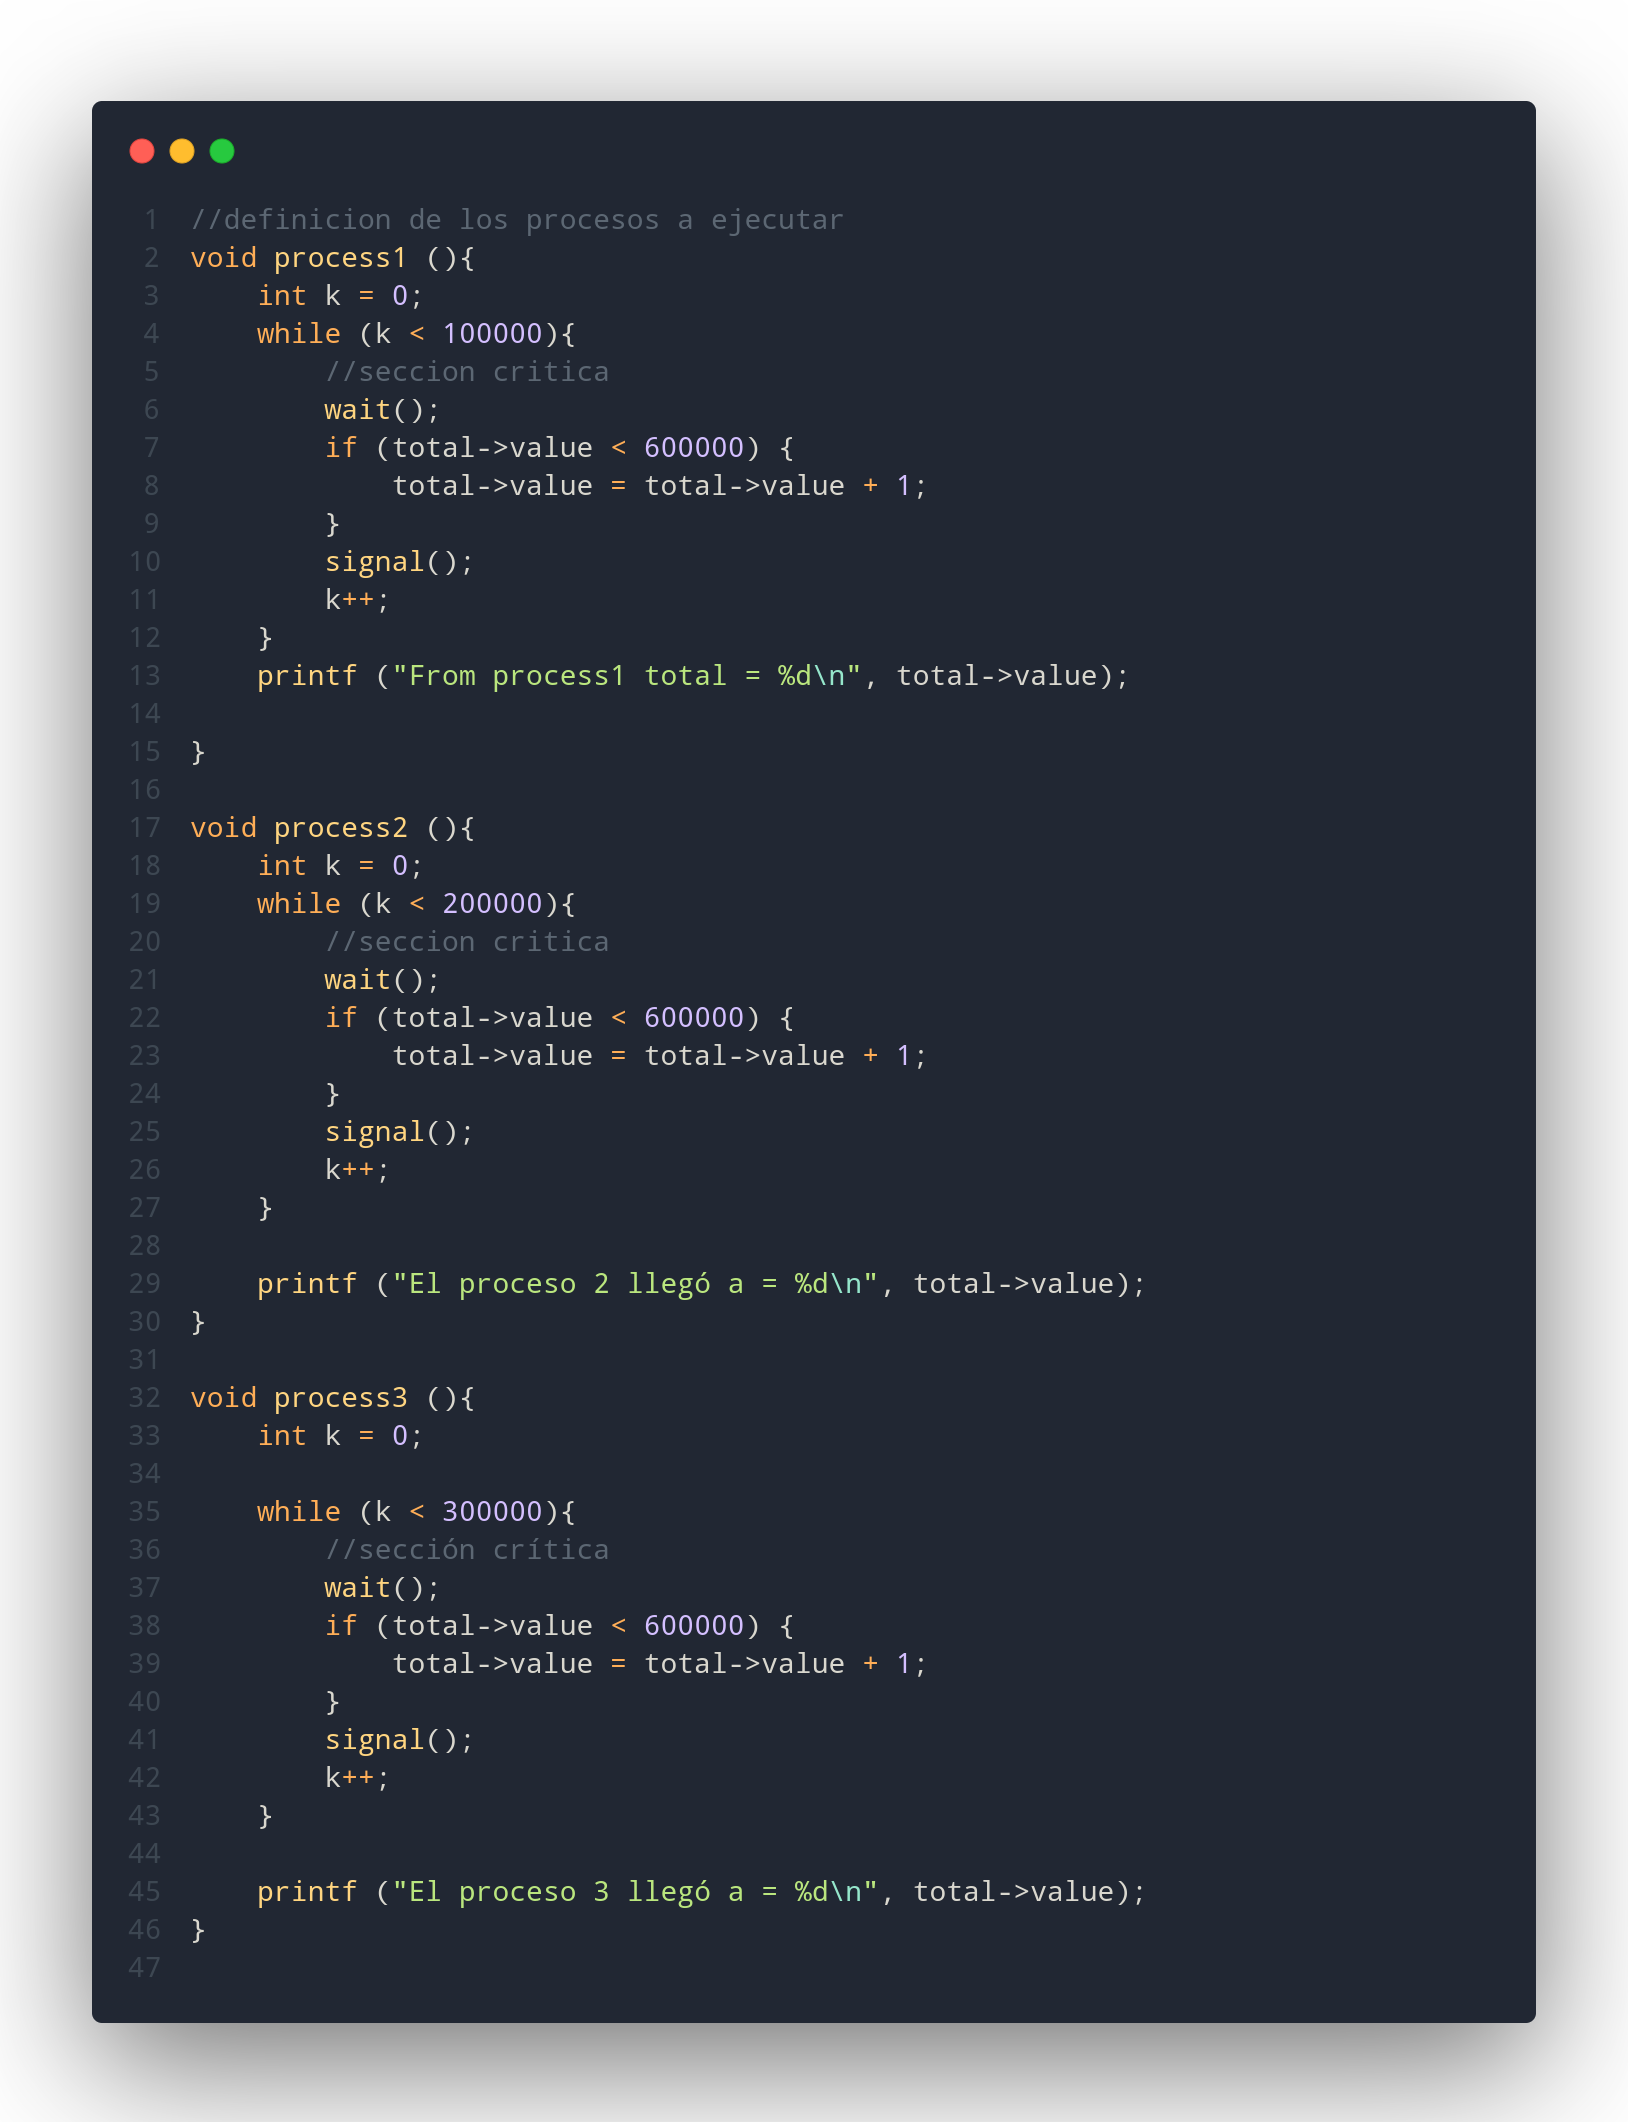 1 //definicion de los procesos a ejecutar
2 void process1 (){
3     int k = 0;
4     while (k < 100000){
5         //seccion critica
6         wait();
7         if (total->value < 600000) {
8             total->value = total->value + 1;
9         }
10         signal();
11         k++;
12     }
13     printf ("From process1 total = %d\n", total->value);
14
15 }
16
17 void process2 (){
18     int k = 0;
19     while (k < 200000){
20         //seccion critica
21         wait();
22         if (total->value < 600000) {
23             total->value = total->value + 1;
24         }
25         signal();
26         k++;
27     }
28
29     printf ("El proceso 2 llegó a = %d\n", total->value);
30 }
31
32 void process3 (){
33     int k = 0;
34
35     while (k < 300000){
36         //sección crítica
37         wait();
38         if (total->value < 600000) {
39             total->value = total->value + 1;
40         }
41         signal();
42         k++;
43     }
44
45     printf ("El proceso 3 llegó a = %d\n", total->value);
46 }
47